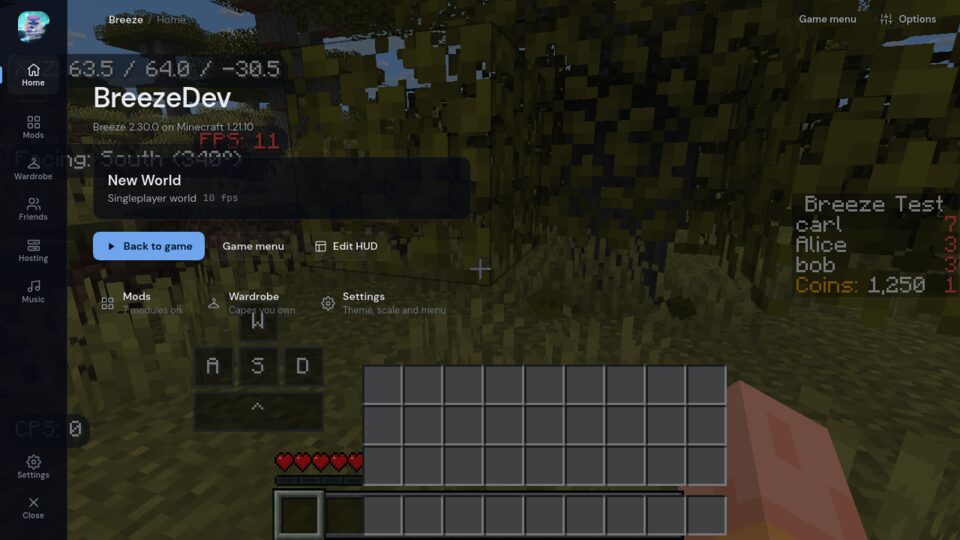 Breeze / Home
Game menu
Options
63.5 / 64.0 / -30.5
Home
BreezeDev
Breeze 2.30.0 on Minecraft 1.21.10
FPS: 11
Mods
Facing: South (340°)
Wardrobe
New World
Singleplayer world 10 fps
Friends
Breeze Test
carl 7
Alice 3
bob 3
Coins: 1,250 1
Hosting
Back to game
Game menu
Edit HUD
Music
Mods
7 modules on
Wardrobe
Capes you own
Settings
Theme, scale and menu
W
A S D
^
CPS: 0
Settings
Close